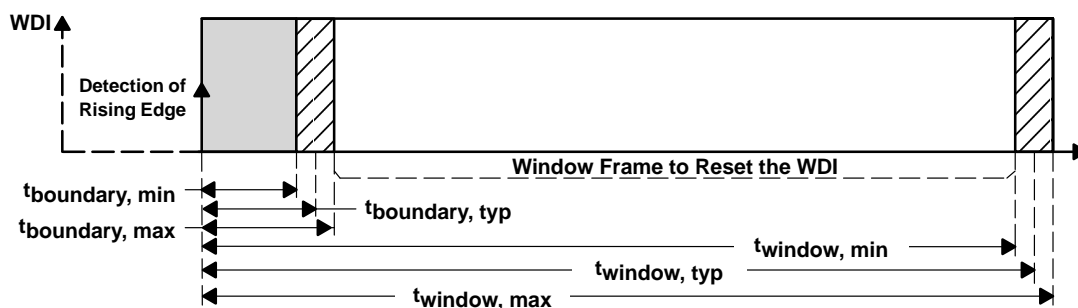 WDI
Detection of
Rising Edge
Window Frame to Reset the WDI
tboundary, min
tboundary, typ
tboundary, max
twindow, min
twindow, typ
twindow, max